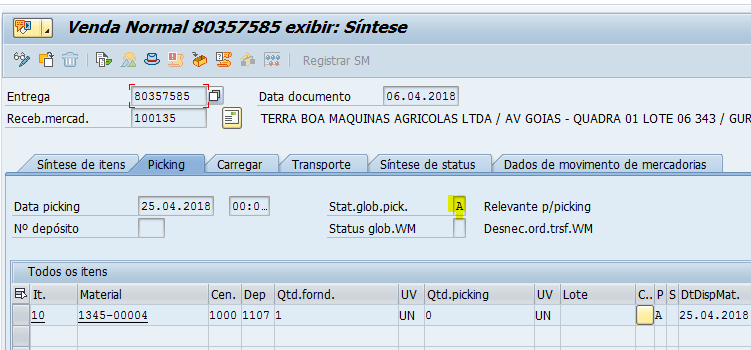 Venda Normal 80357585 exibir: Síntese
Registrar SM
Entrega 80357585 Data documento 06.04.2018
Receb.mercad. 100135 TERRA BOA MAQUINAS AGRICOLAS LTDA / AV GOIAS - QUADRA 01 LOTE 06 343 / GUR
Síntese de itens Picking Carregar Transporte Síntese de status Dados de movimento de mercadorias
Data picking 25.04.2018 00:0... Stat.glob.pick. A Relevante p/picking
Nº depósito Status glob.WM Desnec.ord.trsf.WM
Todos os itens
It. Material Cen. Dep Qtd.fornd. UV Qtd.picking UV Lote C.. P S DtDispMat.
10 1345-00004 1000 1107 1 UN 0 UN A 25.04.2018